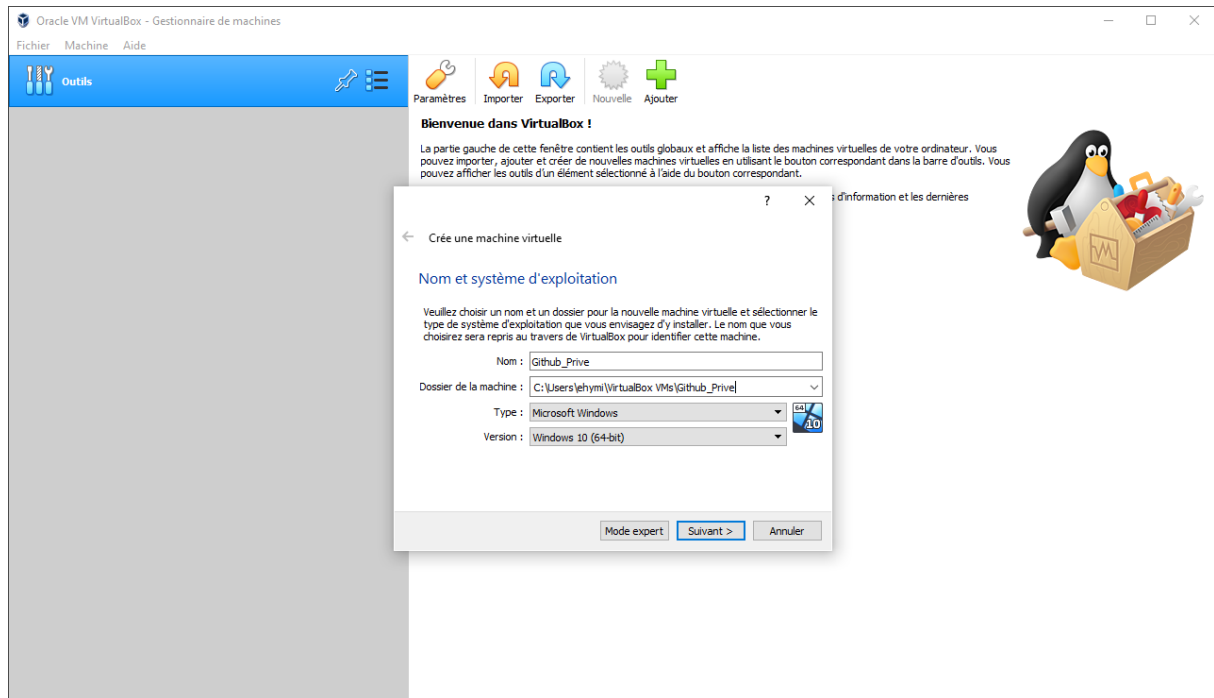 Oracle VM VirtualBox - Gestionnaire de machines
Fichier Machine Aide
Outils
Paramètres Importer Exporter Nouvelle Ajouter
Bienvenue dans VirtualBox !
La partie gauche de cette fenêtre contient les outils globaux et affiche la liste des machines virtuelles de votre ordinateur. Vous
pouvez importer, ajouter et créer de nouvelles machines virtuelles en utilisant le bouton correspondant dans la barre d'outils. Vous
pouvez afficher les outils d'un élément sélectionné à l'aide du bouton correspondant.
d'information et les dernières
?
Crée une machine virtuelle
Nom et système d'exploitation
Veuillez choisir un nom et un dossier pour la nouvelle machine virtuelle et sélectionner le
type de système d'exploitation que vous envisagez d'y installer. Le nom que vous
choisirez sera repris au travers de VirtualBox pour identifier cette machine.
Nom : Github_Prive
Dossier de la machine : C:\Users\ehymi\VirtualBox VMs\Github_Prive
Type : Microsoft Windows
64
10
Version : Windows 10 (64-bit)
Mode expert Suivant > Annuler